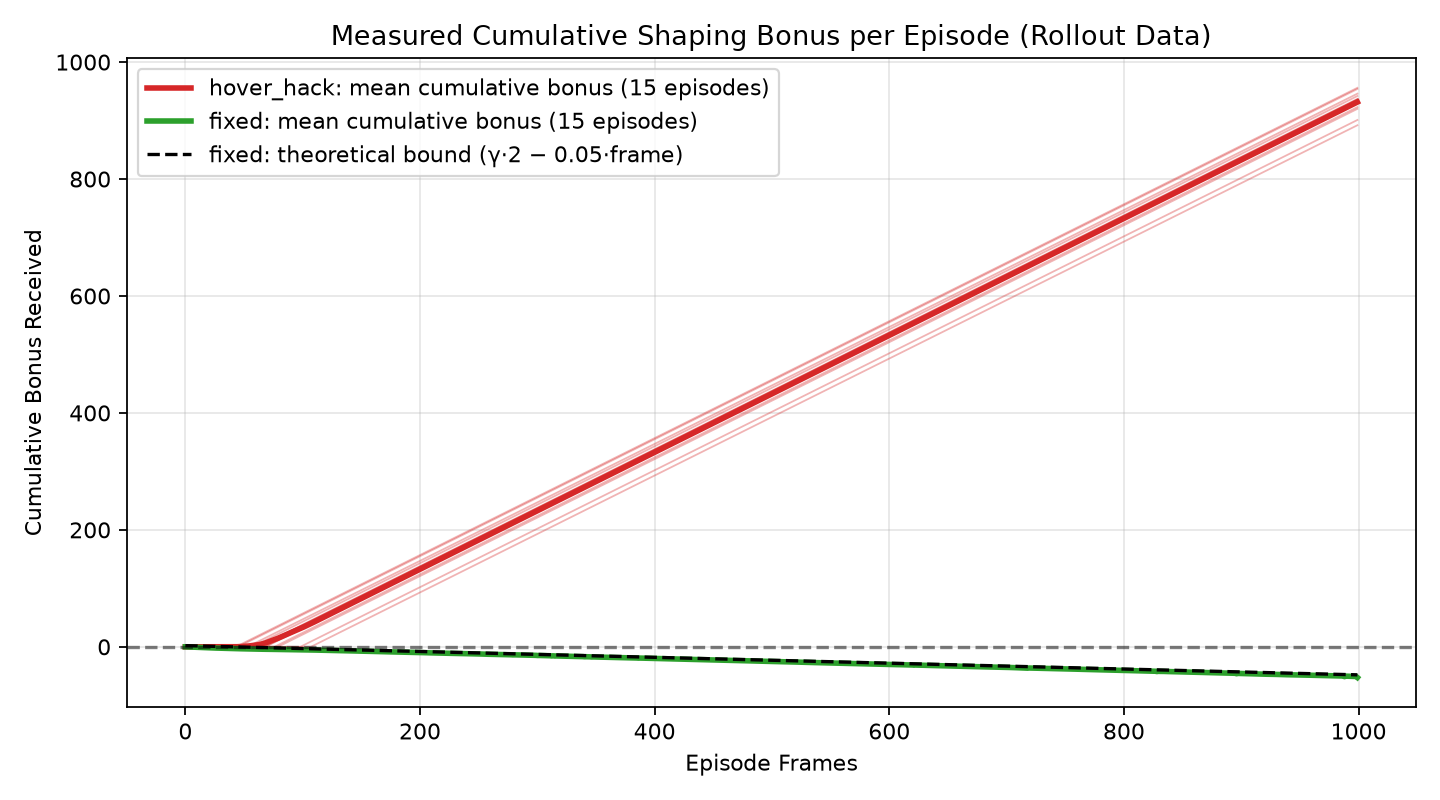 Measured Cumulative Shaping Bonus per Episode (Rollout Data)
hover_hack: mean cumulative bonus (15 episodes)
fixed: mean cumulative bonus (15 episodes)
fixed: theoretical bound (γ·2 − 0.05·frame)
Cumulative Bonus Received
1000
800
600
400
200
0
0 200 400 600 800 1000
Episode Frames